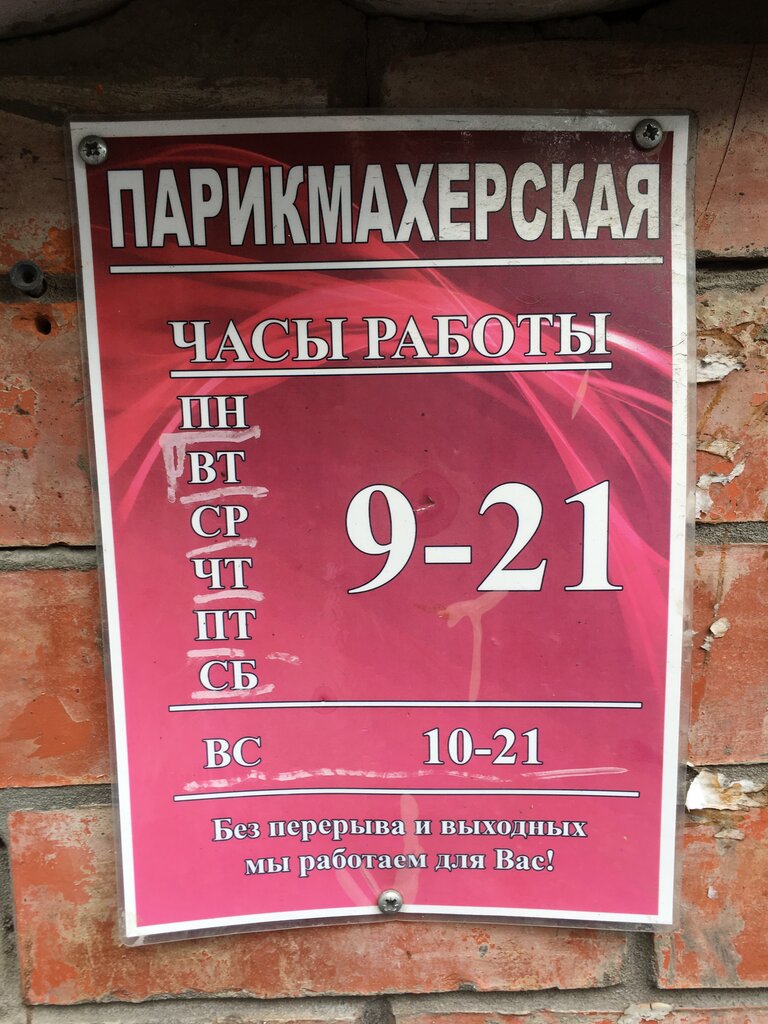 ПАРИКМАХЕРСКАЯ
ЧАСЫ РАБОТЫ
ПН
ВТ
СР
9-21
ЧТ
ПТ
СБ
ВС 10-21
Без перерыва и выходных
мы работаем для Вас!